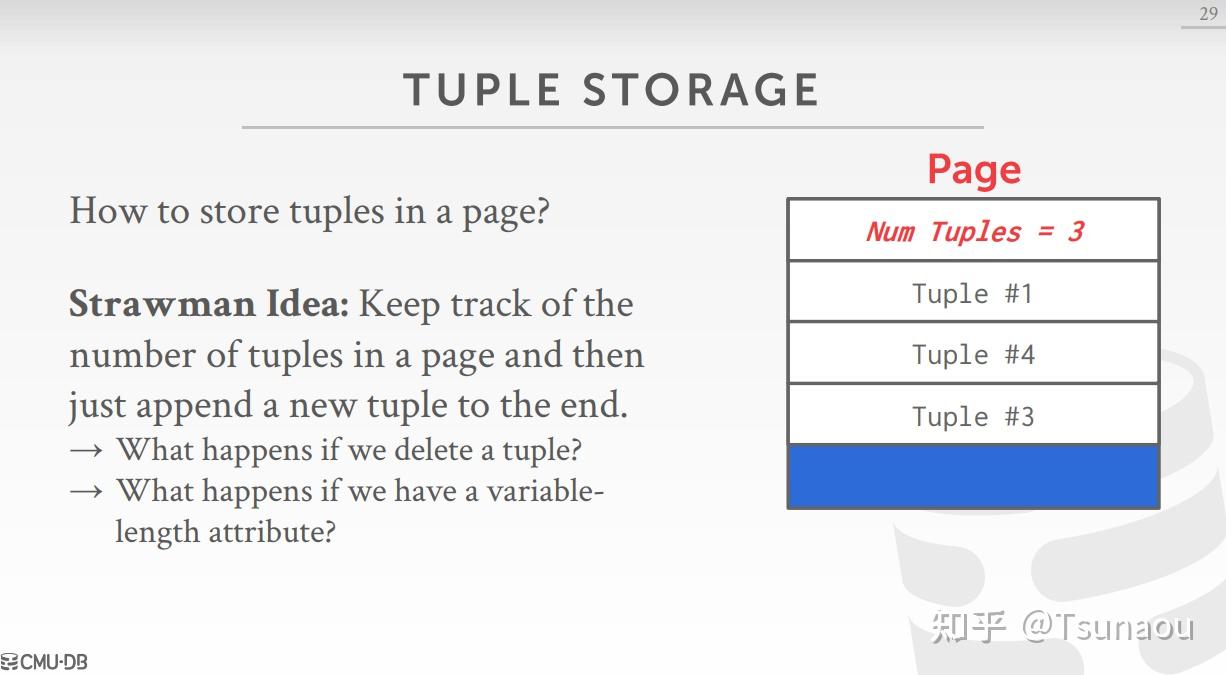 29
TUPLE STORAGE
How to store tuples in a page?
Strawman Idea: Keep track of the
number of tuples in a page and then
just append a new tuple to the end.
→ What happens if we delete a tuple?
→ What happens if we have a variable-
length attribute?
Page
Num Tuples = 3
Tuple #1
Tuple #4
Tuple #3
知乎 @Tsunaou
CMU·DB